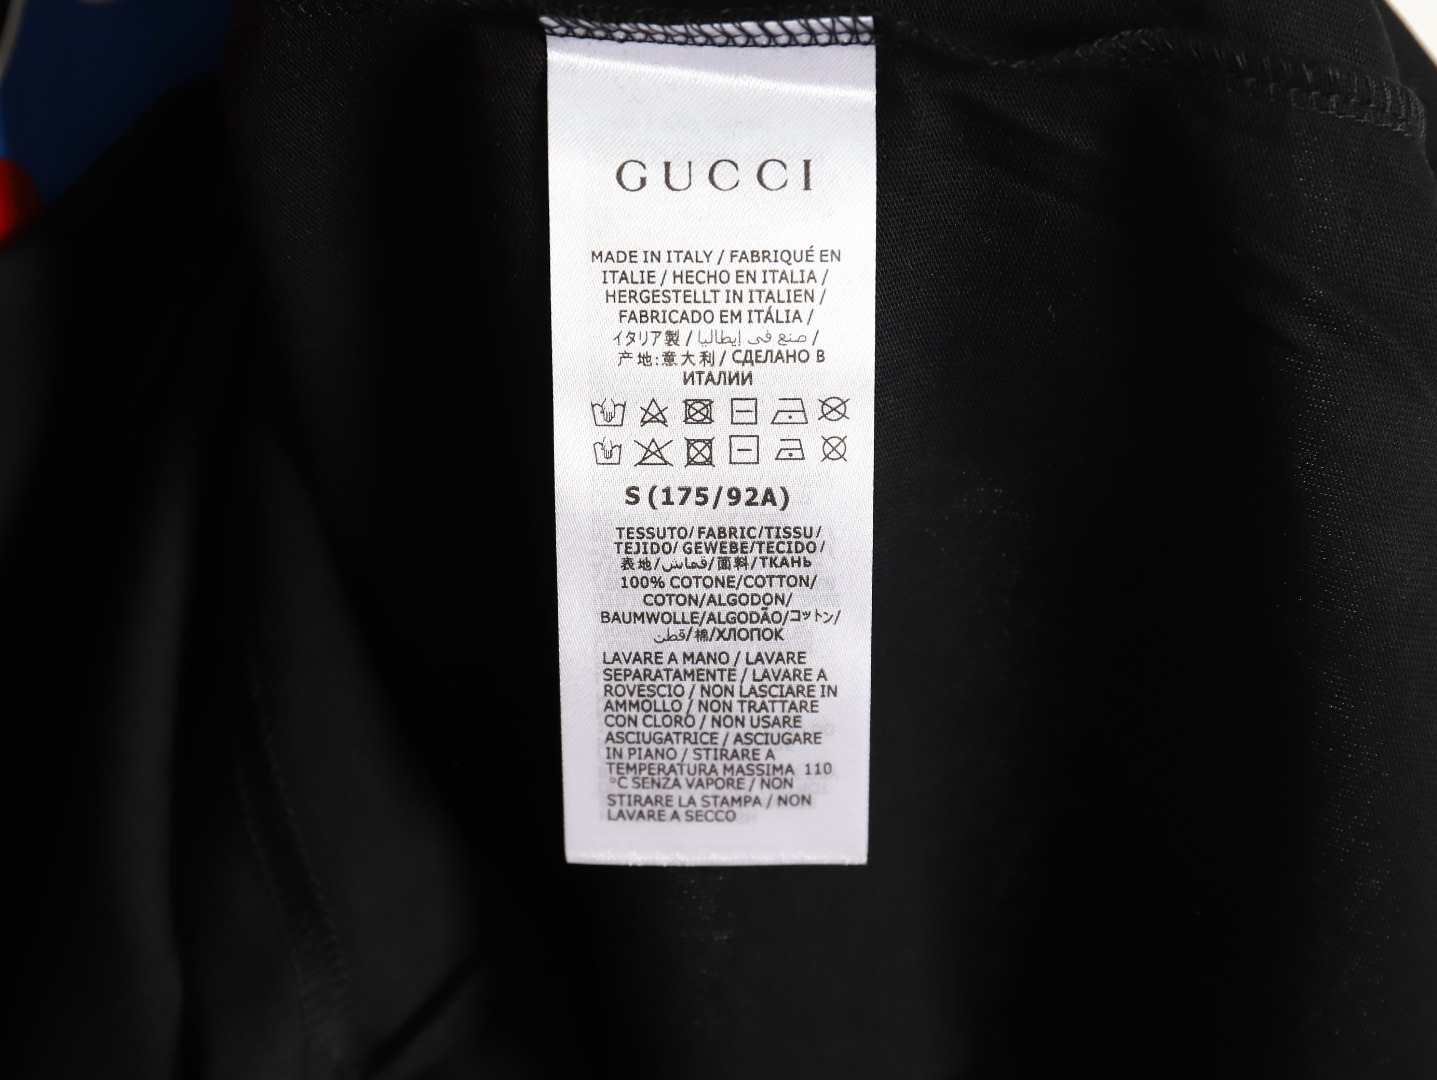 GUCCI
MADE IN ITALY / FABRIQUÉ EN
ITALIE / HECHO EN ITALIA /
HERGESTELLT IN ITALIEN /
FABRICADO EM ITÁLIA /
イタリア製 / صنع في إيطاليا /
产地:意大利 / СДЕЛАНО В
ИТАЛИИ
S (175/92A)
TESSUTO/FABRIC/TISSU/
TEJIDO/GEWEBE/TECIDO/
表地/قماش/面料/ТКАНЬ
100% COTONE/COTTON/
COTON/ALGODON/
BAUMWOLLE/ALGODÃO/コットン/
قطن/棉/ХЛОПОК
LAVARE A MANO / LAVARE
SEPARATAMENTE / LAVARE A
ROVESCIO / NON LASCIARE IN
AMMOLLO / NON TRATTARE
CON CLORO / NON USARE
ASCIUGATRICE / ASCIUGARE
IN PIANO / STIRARE A
TEMPERATURA MASSIMA 110
°C SENZA VAPORE / NON
STIRARE LA STAMPA / NON
LAVARE A SECCO